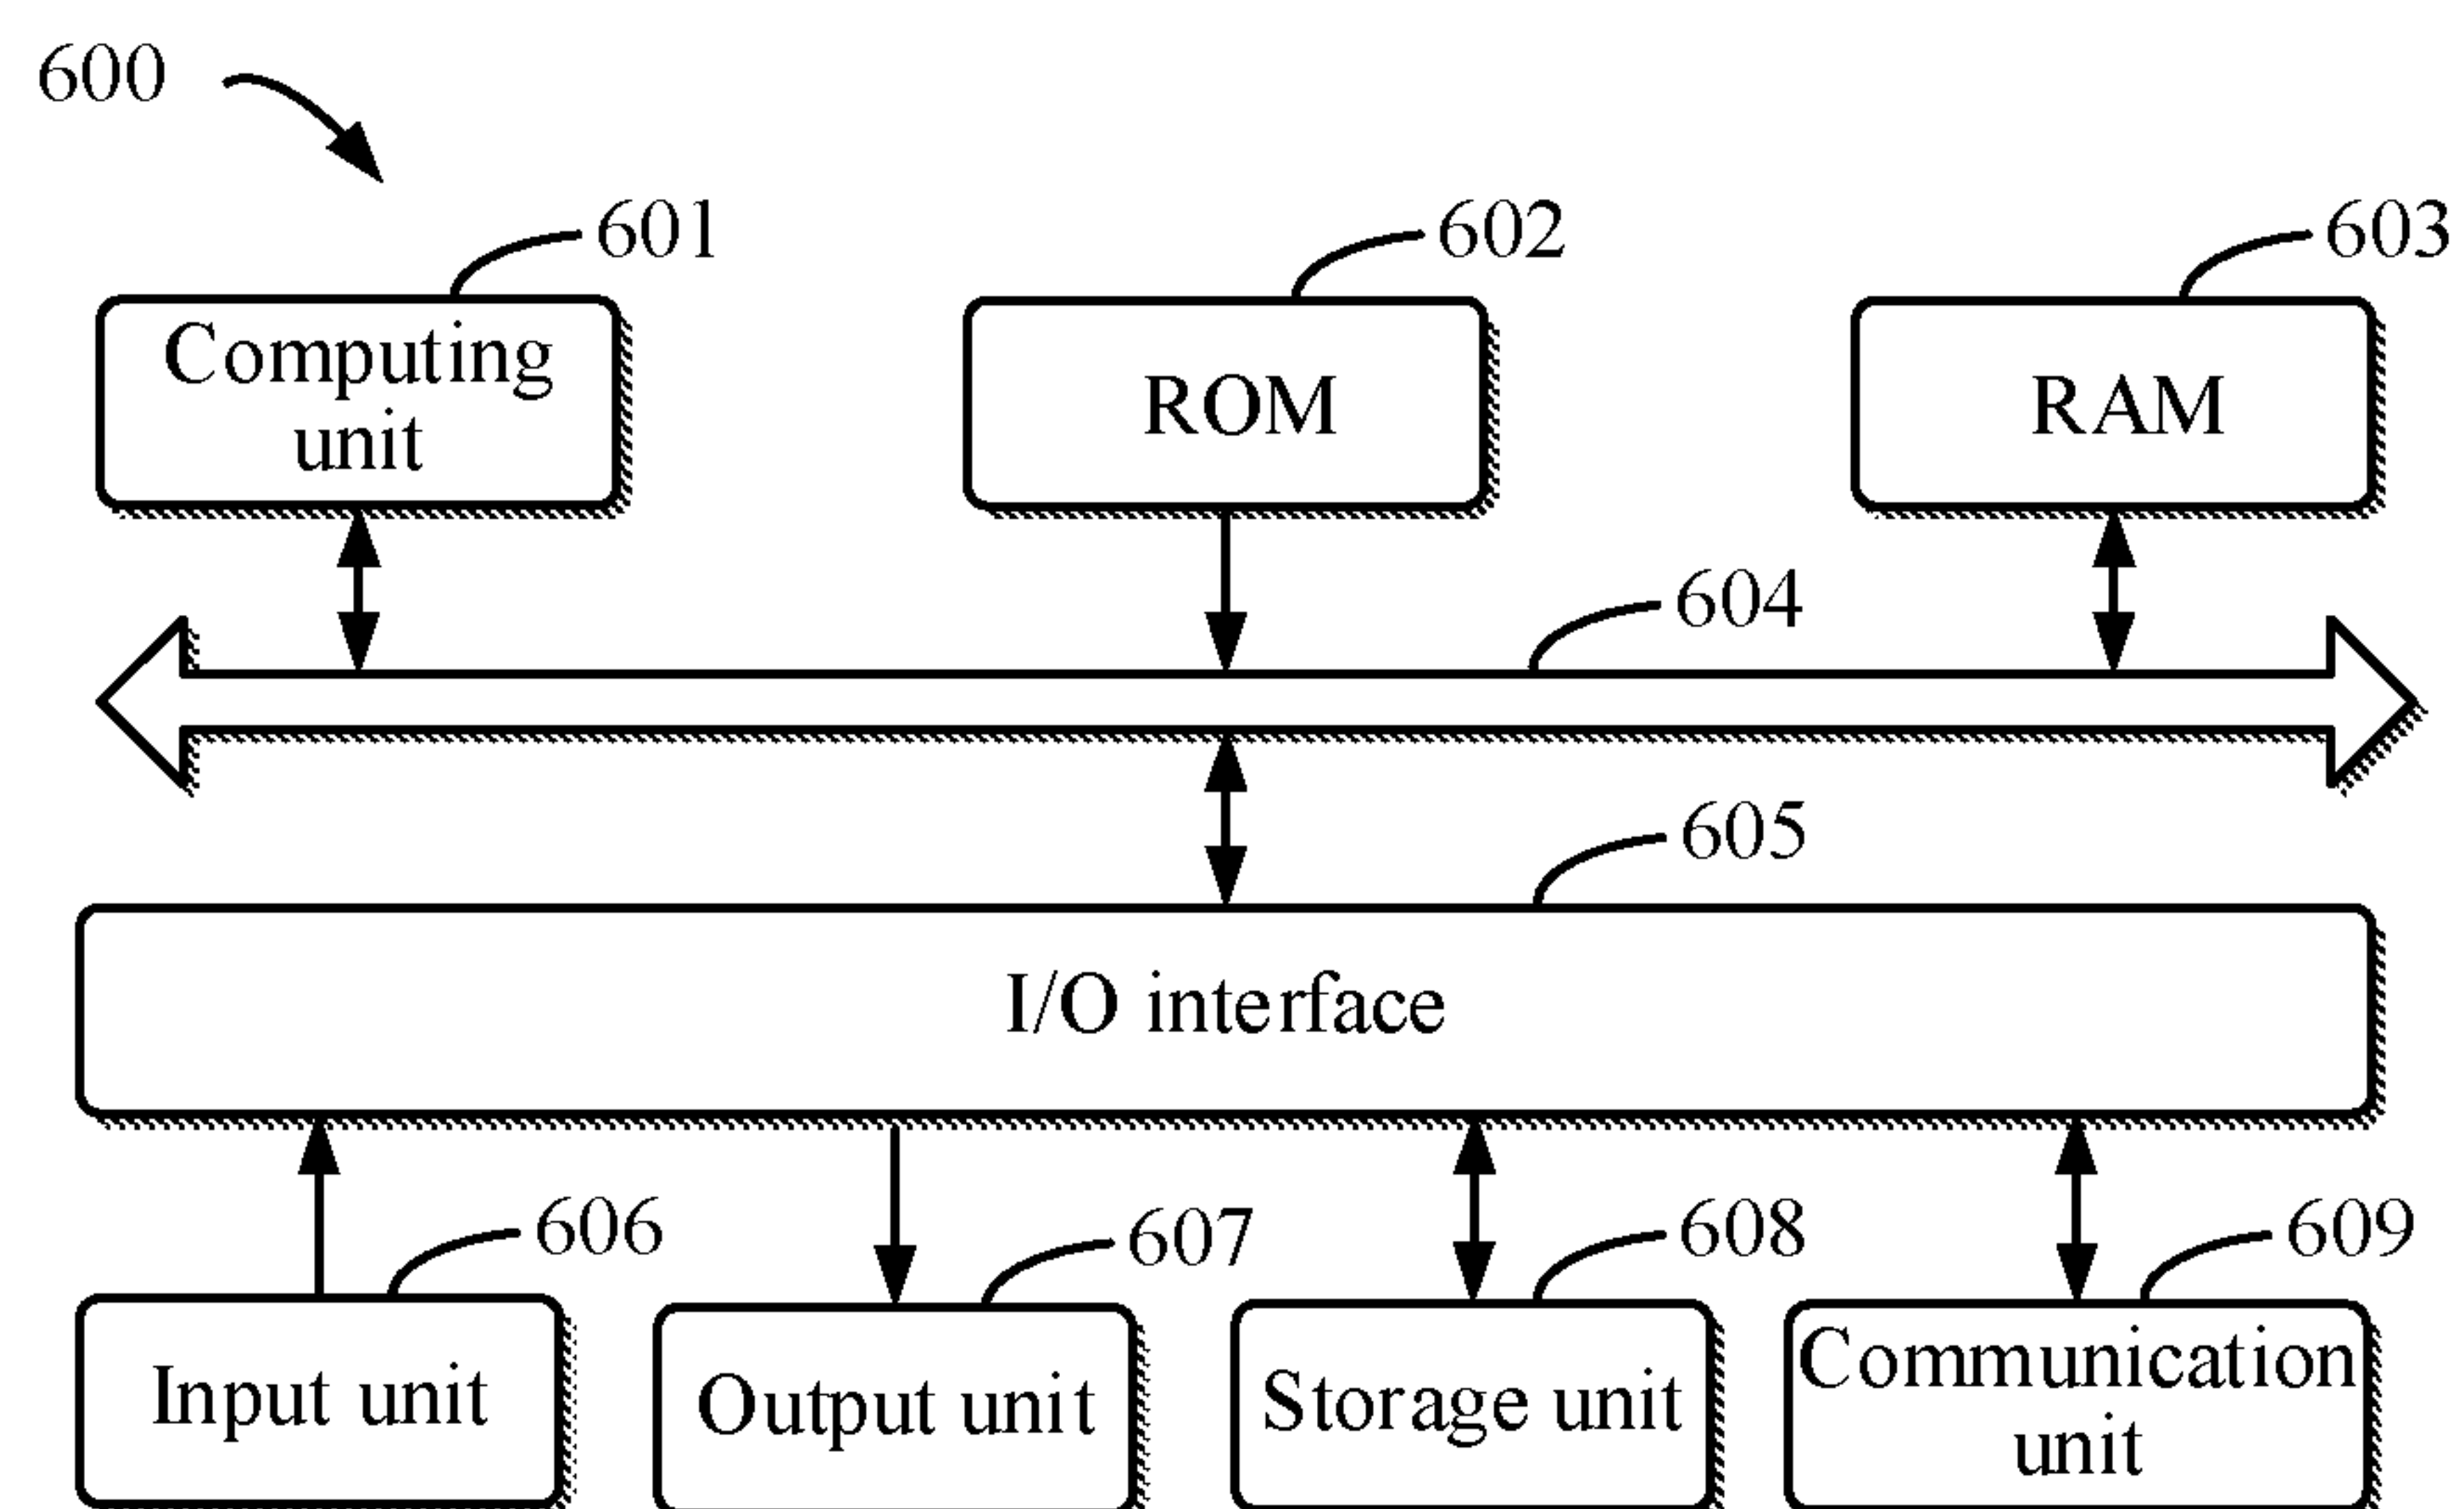 600
601
602
603
Computing
unit
ROM
RAM
604
605
I/O interface
606
607
608
609
Input unit
Output unit
Storage unit
Communication
unit